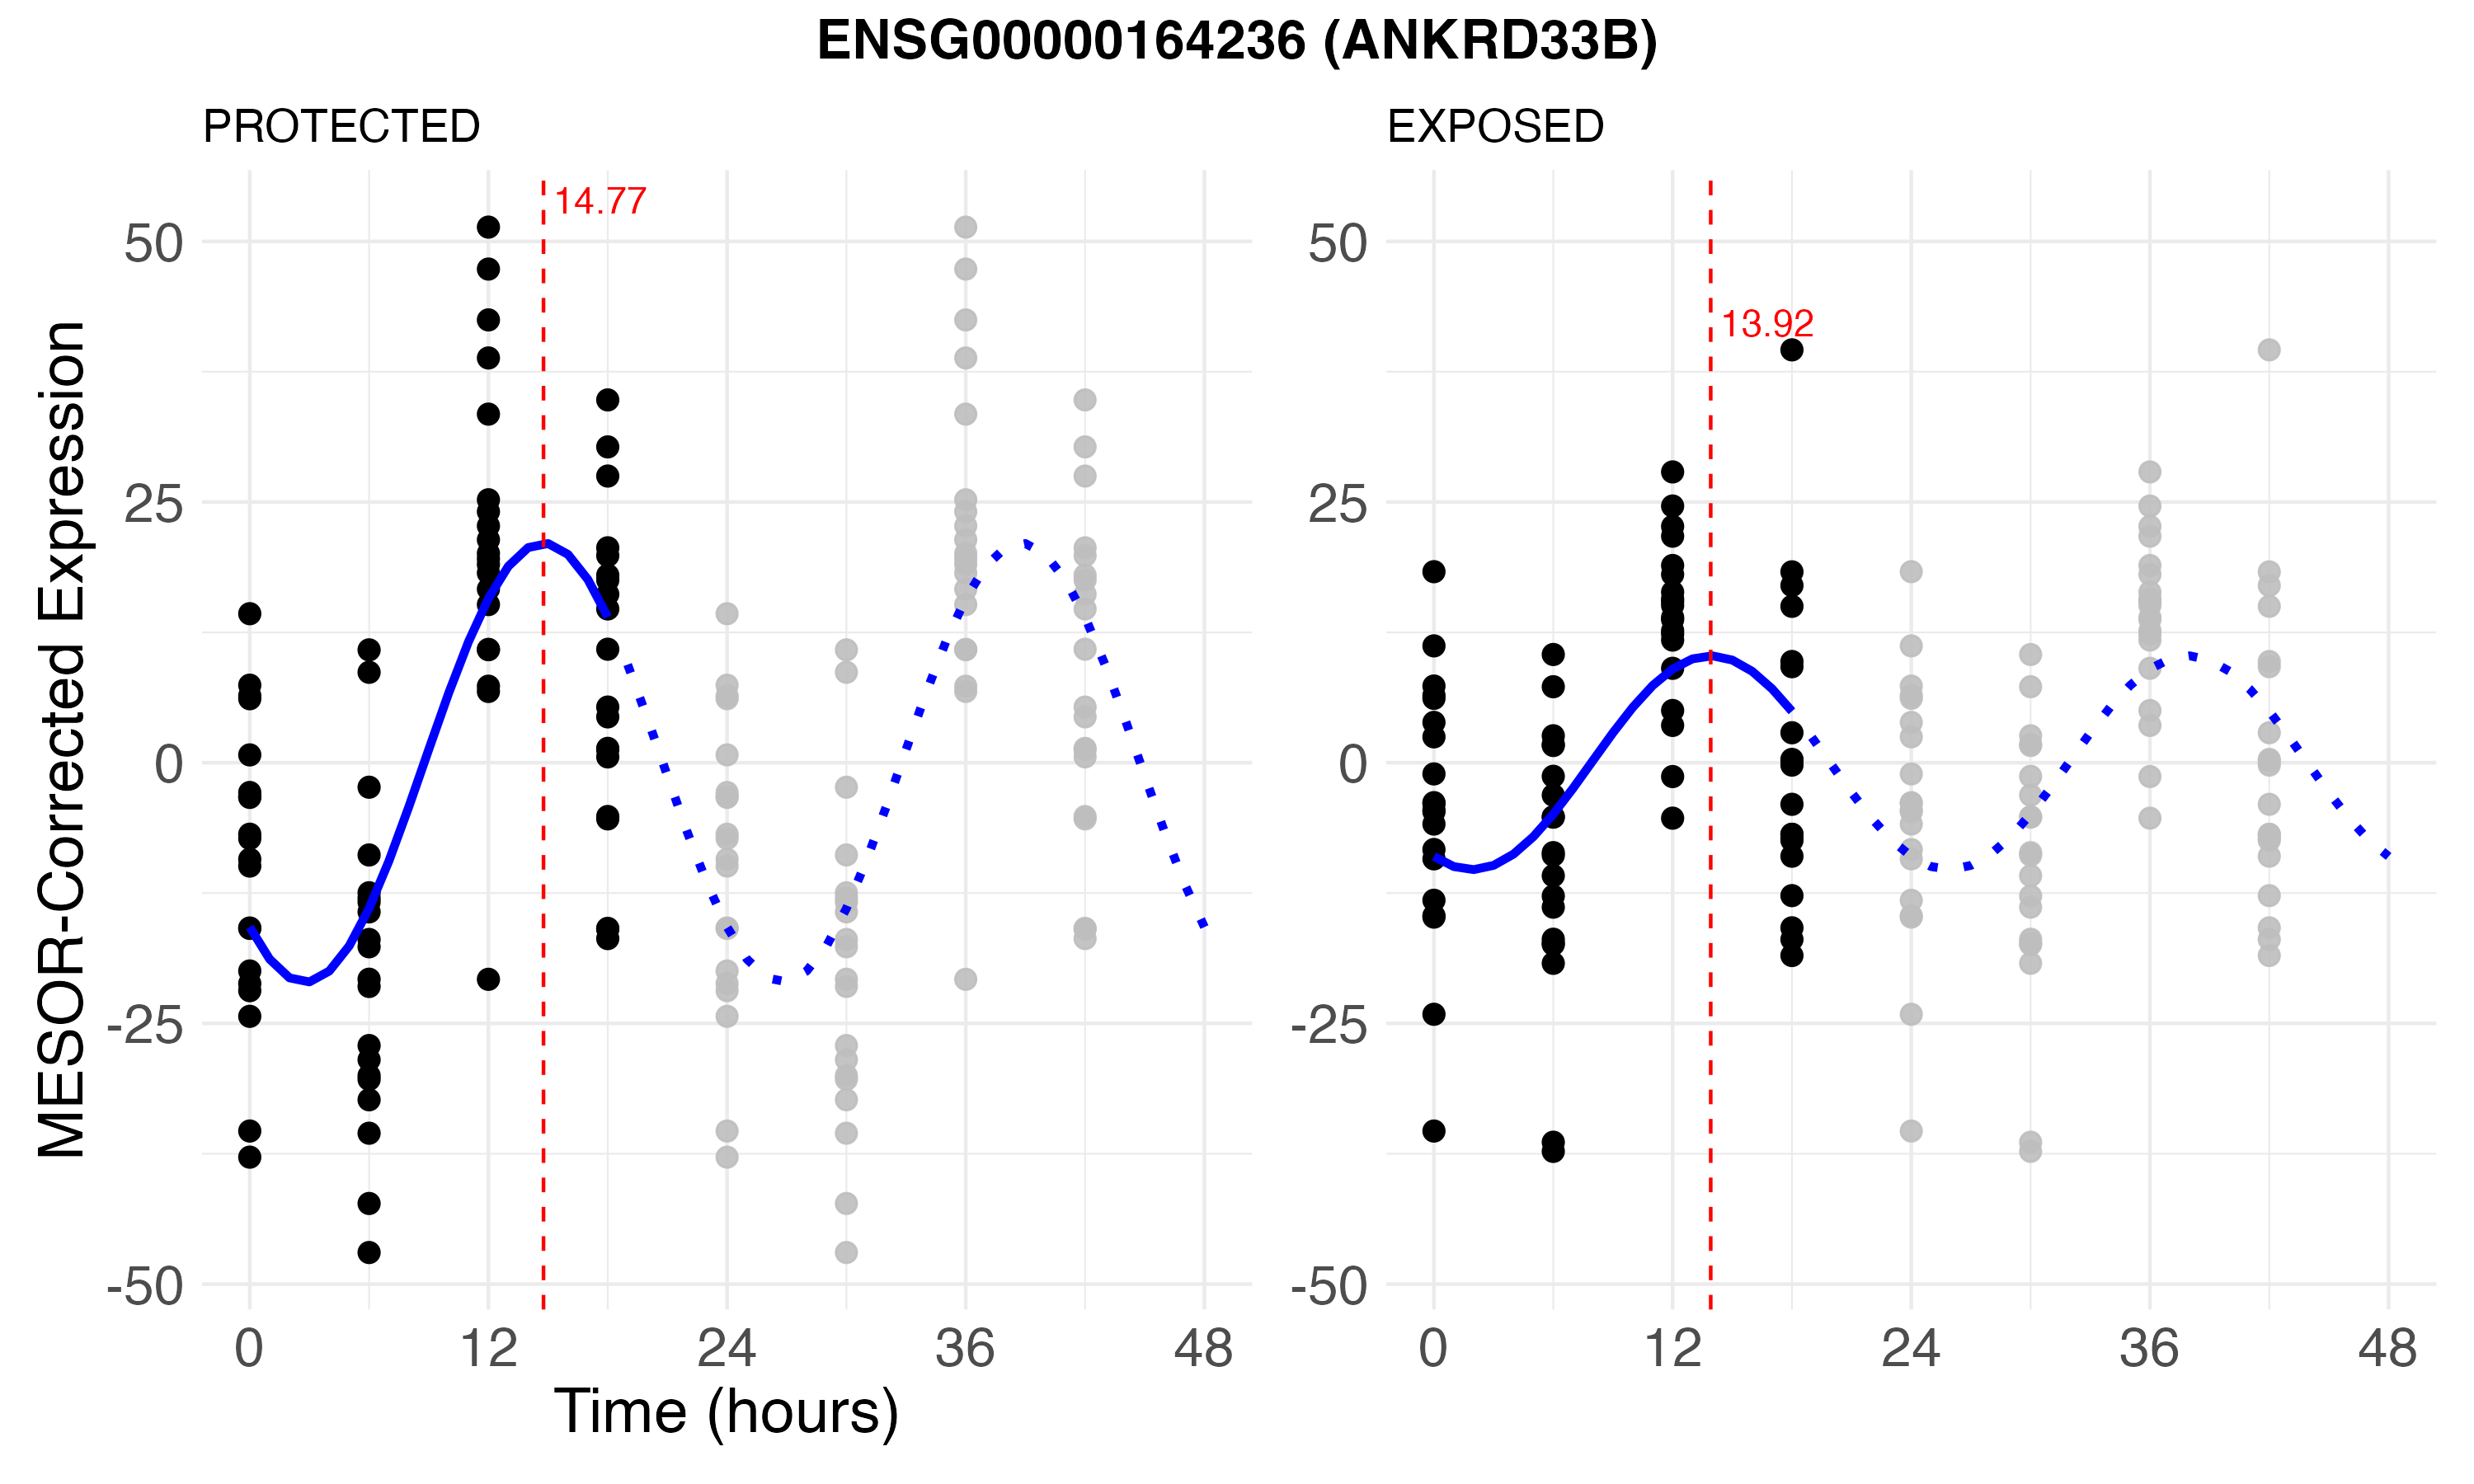 ENSG00000164236 (ANKRD33B)
PROTECTED
EXPOSED
MESOR-Corrected Expression
50
25
0
-25
-50
14.77
0 12 24 36 48
Time (hours)
50
25
0
-25
-50
13.92
0 12 24 36 48